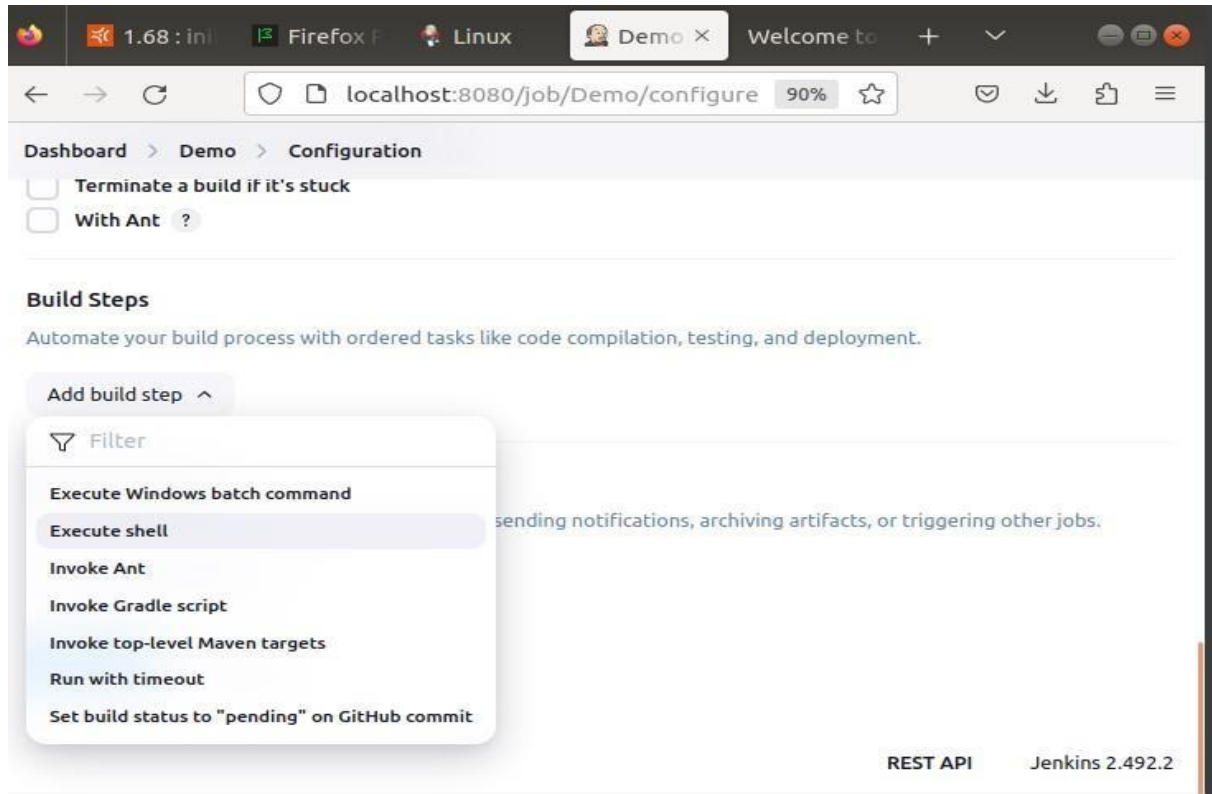 1.68 : ini Firefox F Linux Demo Welcome to
localhost:8080/job/Demo/configure 90%
Dashboard > Demo > Configuration
Terminate a build if it's stuck
With Ant ?
Build Steps
Automate your build process with ordered tasks like code compilation, testing, and deployment.
Add build step
Filter
Execute Windows batch command
Execute shell
sending notifications, archiving artifacts, or triggering other jobs.
Invoke Ant
Invoke Gradle script
Invoke top-level Maven targets
Run with timeout
Set build status to "pending" on GitHub commit
REST API Jenkins 2.492.2